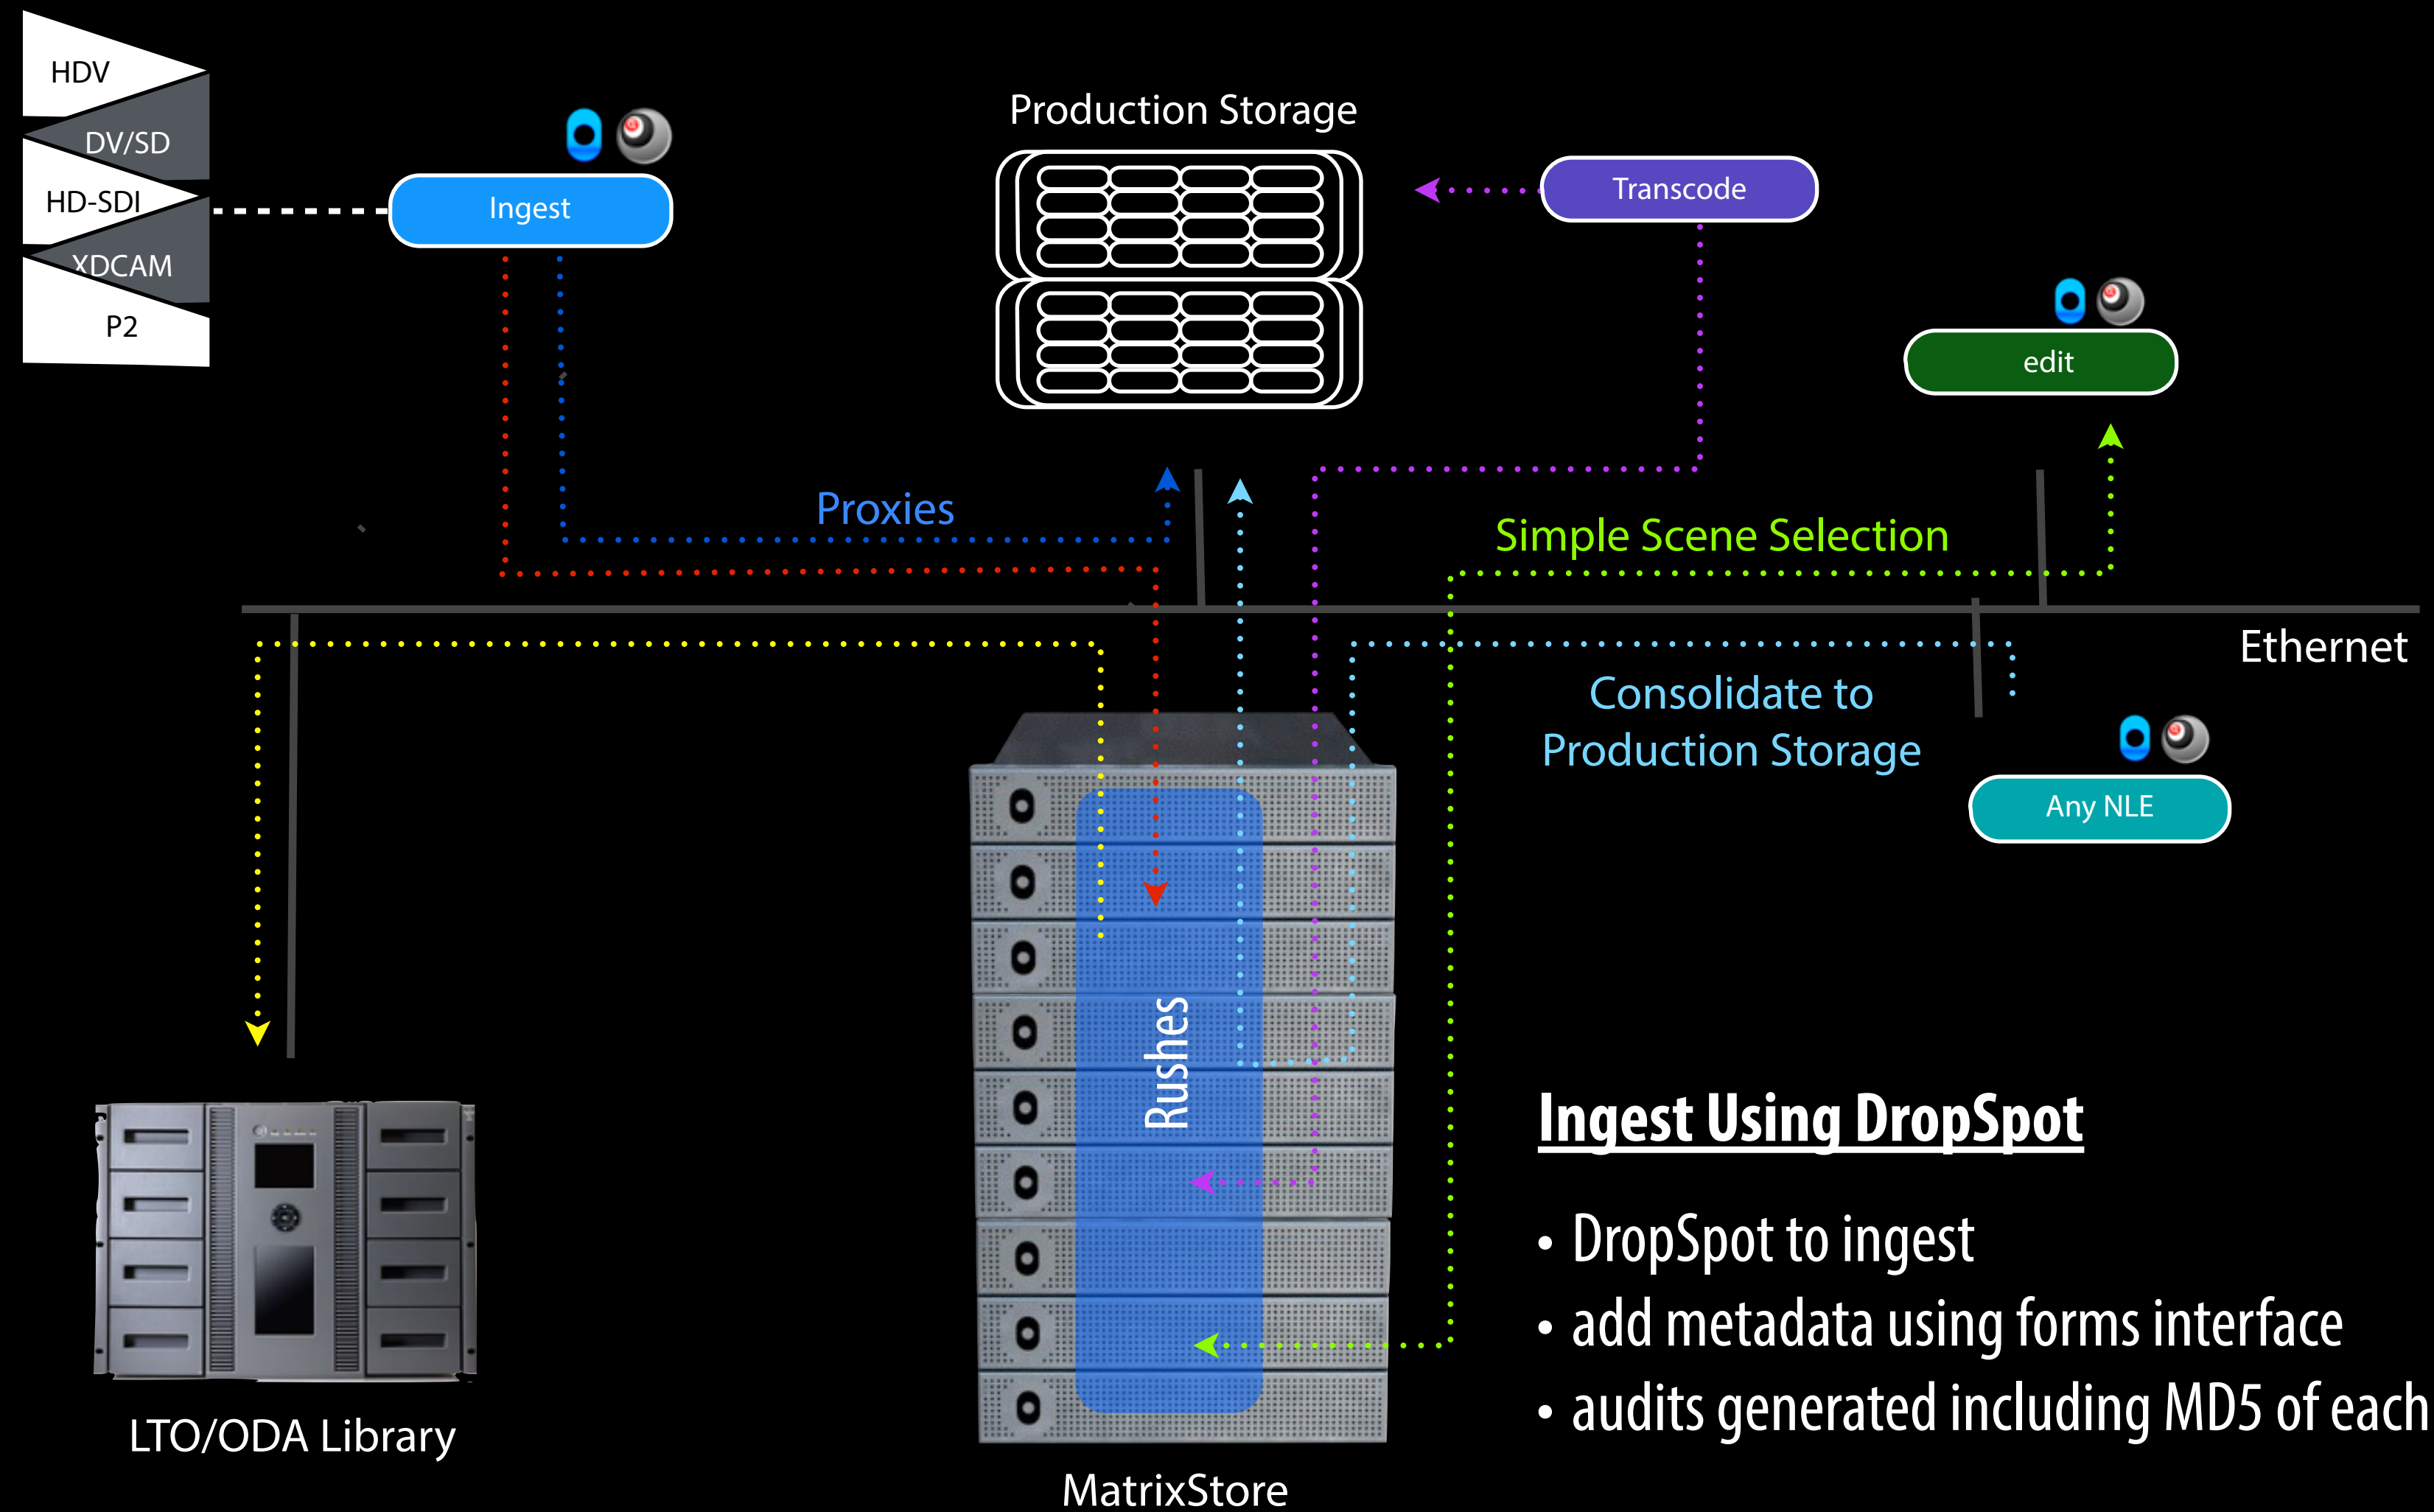 HDV
DV/SD
HD-SDI
XDCAM
P2
Ingest
Production Storage
Transcode
edit
Proxies
Simple Scene Selection
Ethernet
Consolidate to
Production Storage
Any NLE
Rushes
LTO/ODA Library
MatrixStore
Ingest Using DropSpot
• DropSpot to ingest
• add metadata using forms interface
• audits generated including MD5 of each